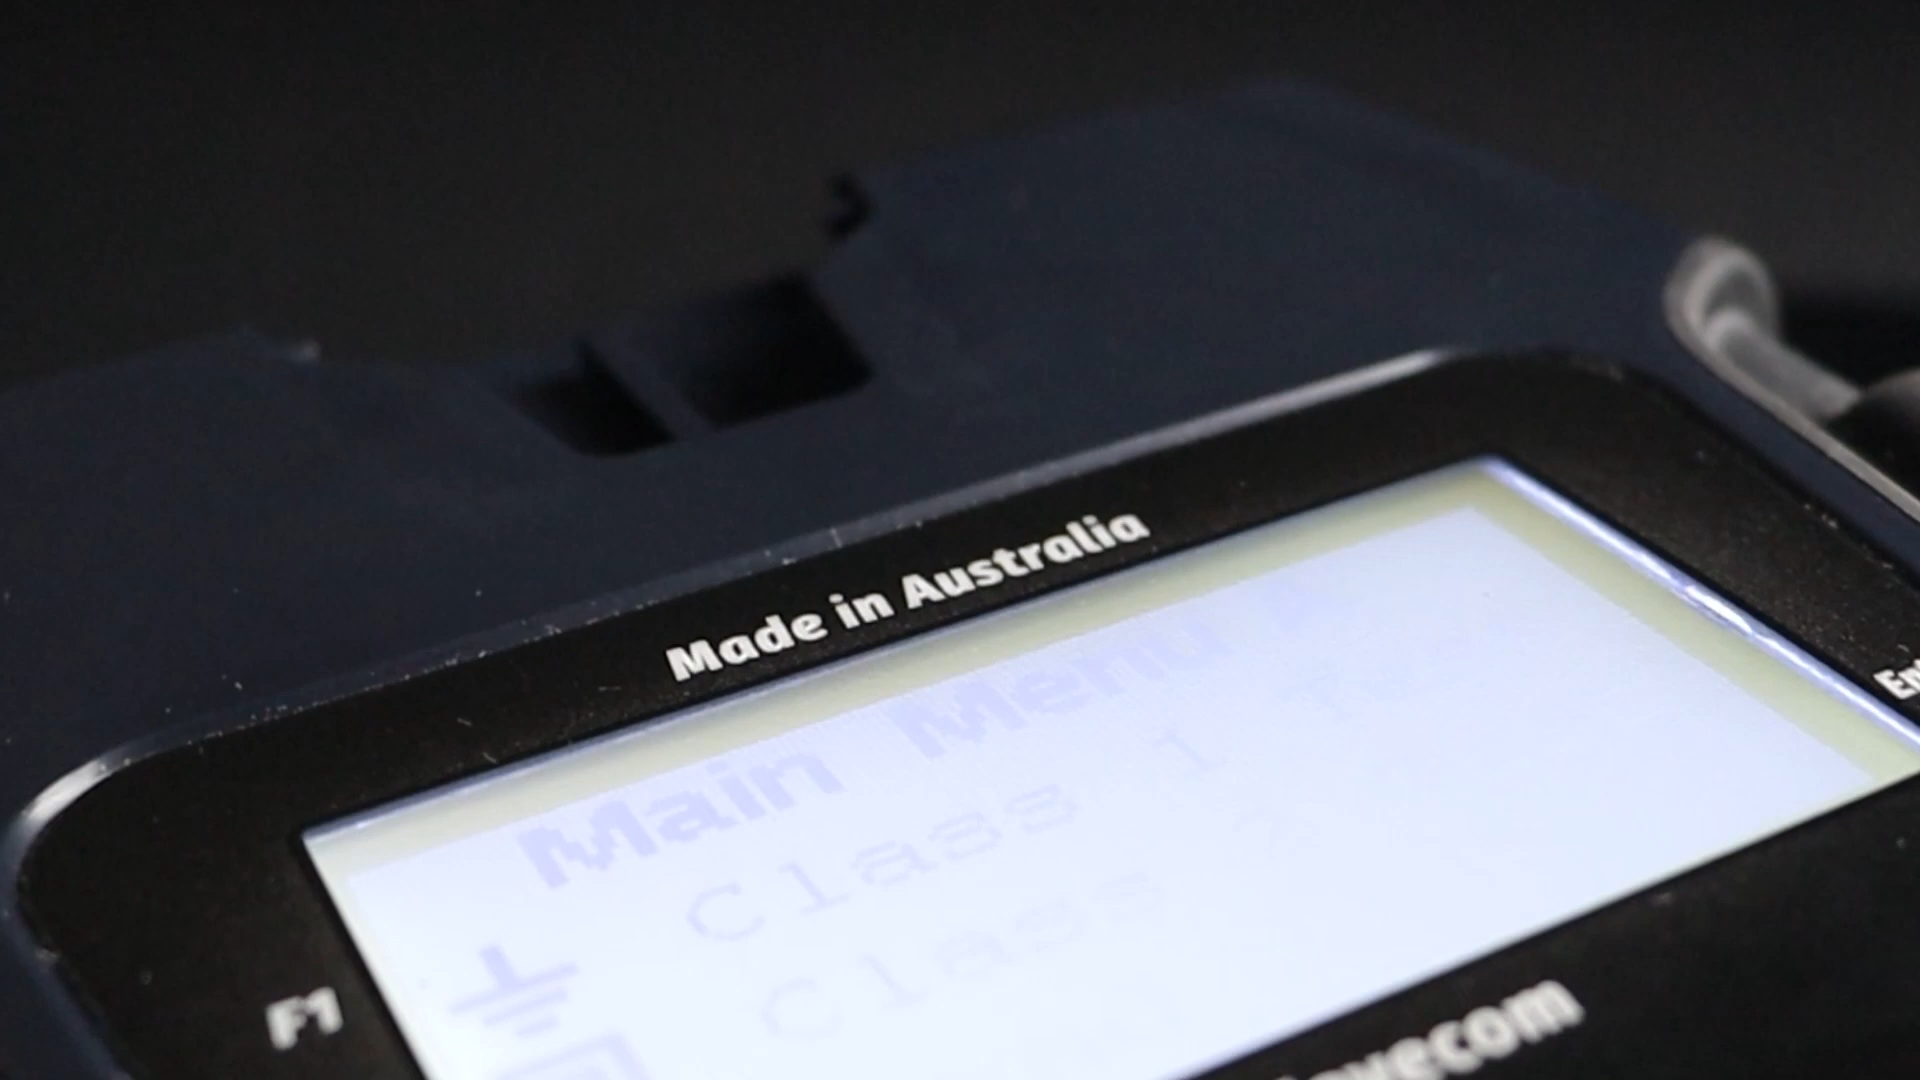 Made in Australia
Main Menu
Class 1
Class 2
F1